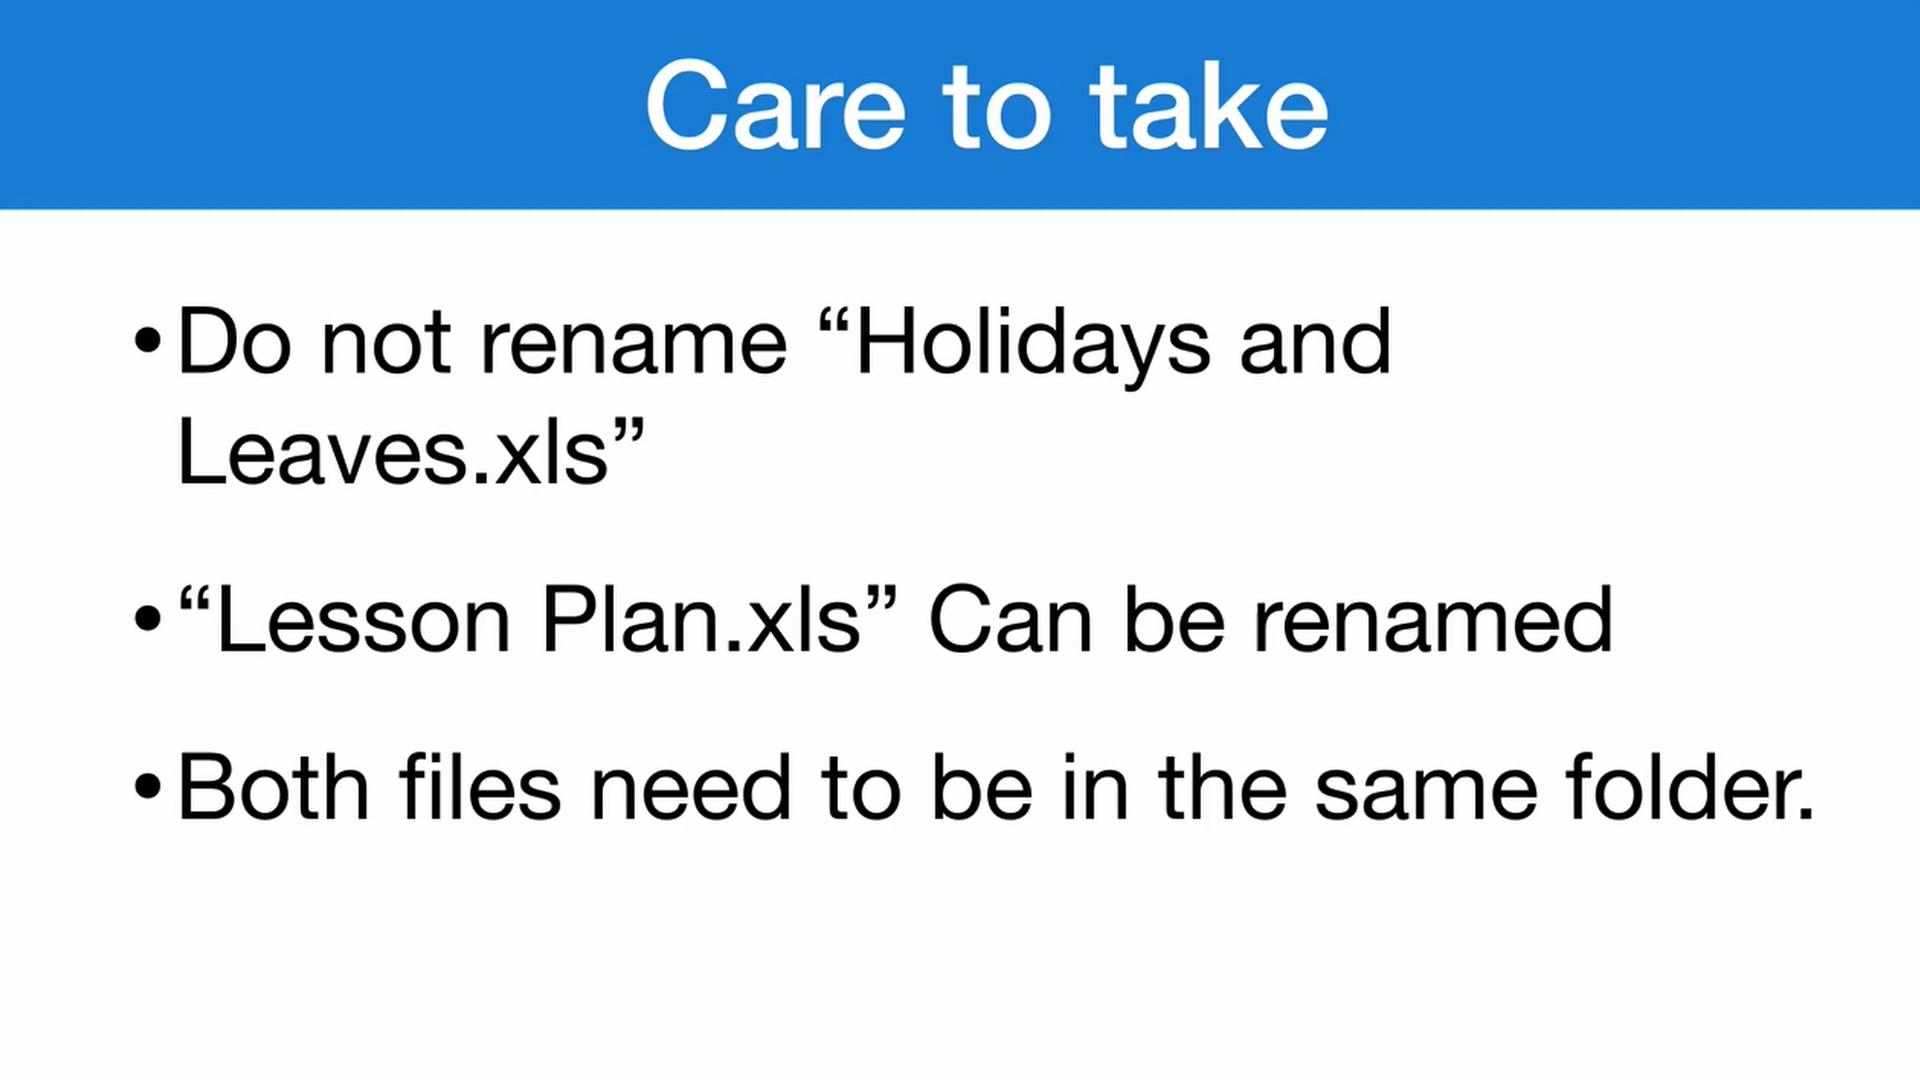 Care to take
•Do not rename “Holidays and
Leaves.xls”
•“Lesson Plan.xls” Can be renamed
•Both files need to be in the same folder.